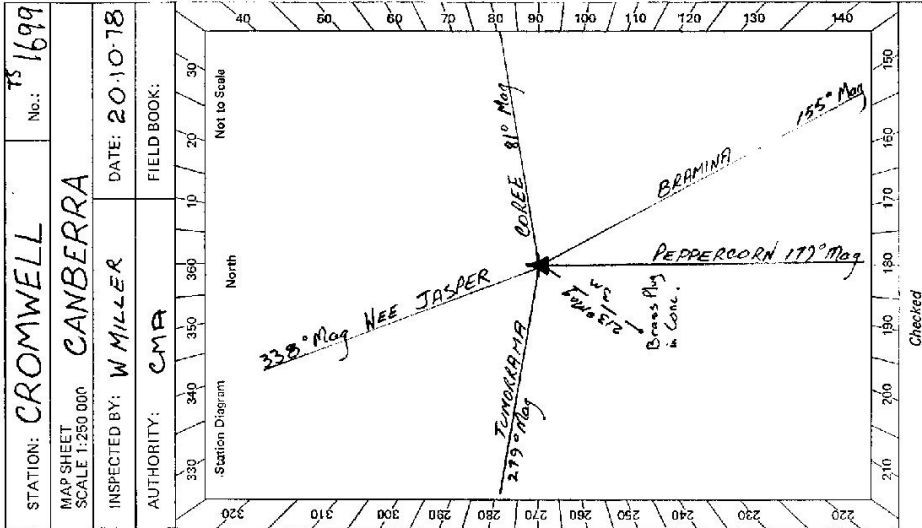 STATION: CROMWELL
No.: TS 1699
MAP SHEET
SCALE 1:250 000 CANBERRA
INSPECTED BY: W MILLER
DATE: 20·10·78
AUTHORITY: CMA
FIELD BOOK:
Station Diagram
North
Not to Scale
330 340 350 360 10 20 30
40 50 60 70 80 90 100 110 120 130 140
150 160 170 180 190 200 210
220 230 240 250 260 270 280 290 300 310 320
338° Mag WEE JASPER
COREE 81° Mag
BRAMINA 155° Mag
PEPPERCORN 179° Mag
TUMORRAMA
279° Mag
213° Mag
Brass Plug
in Conc.
Checked